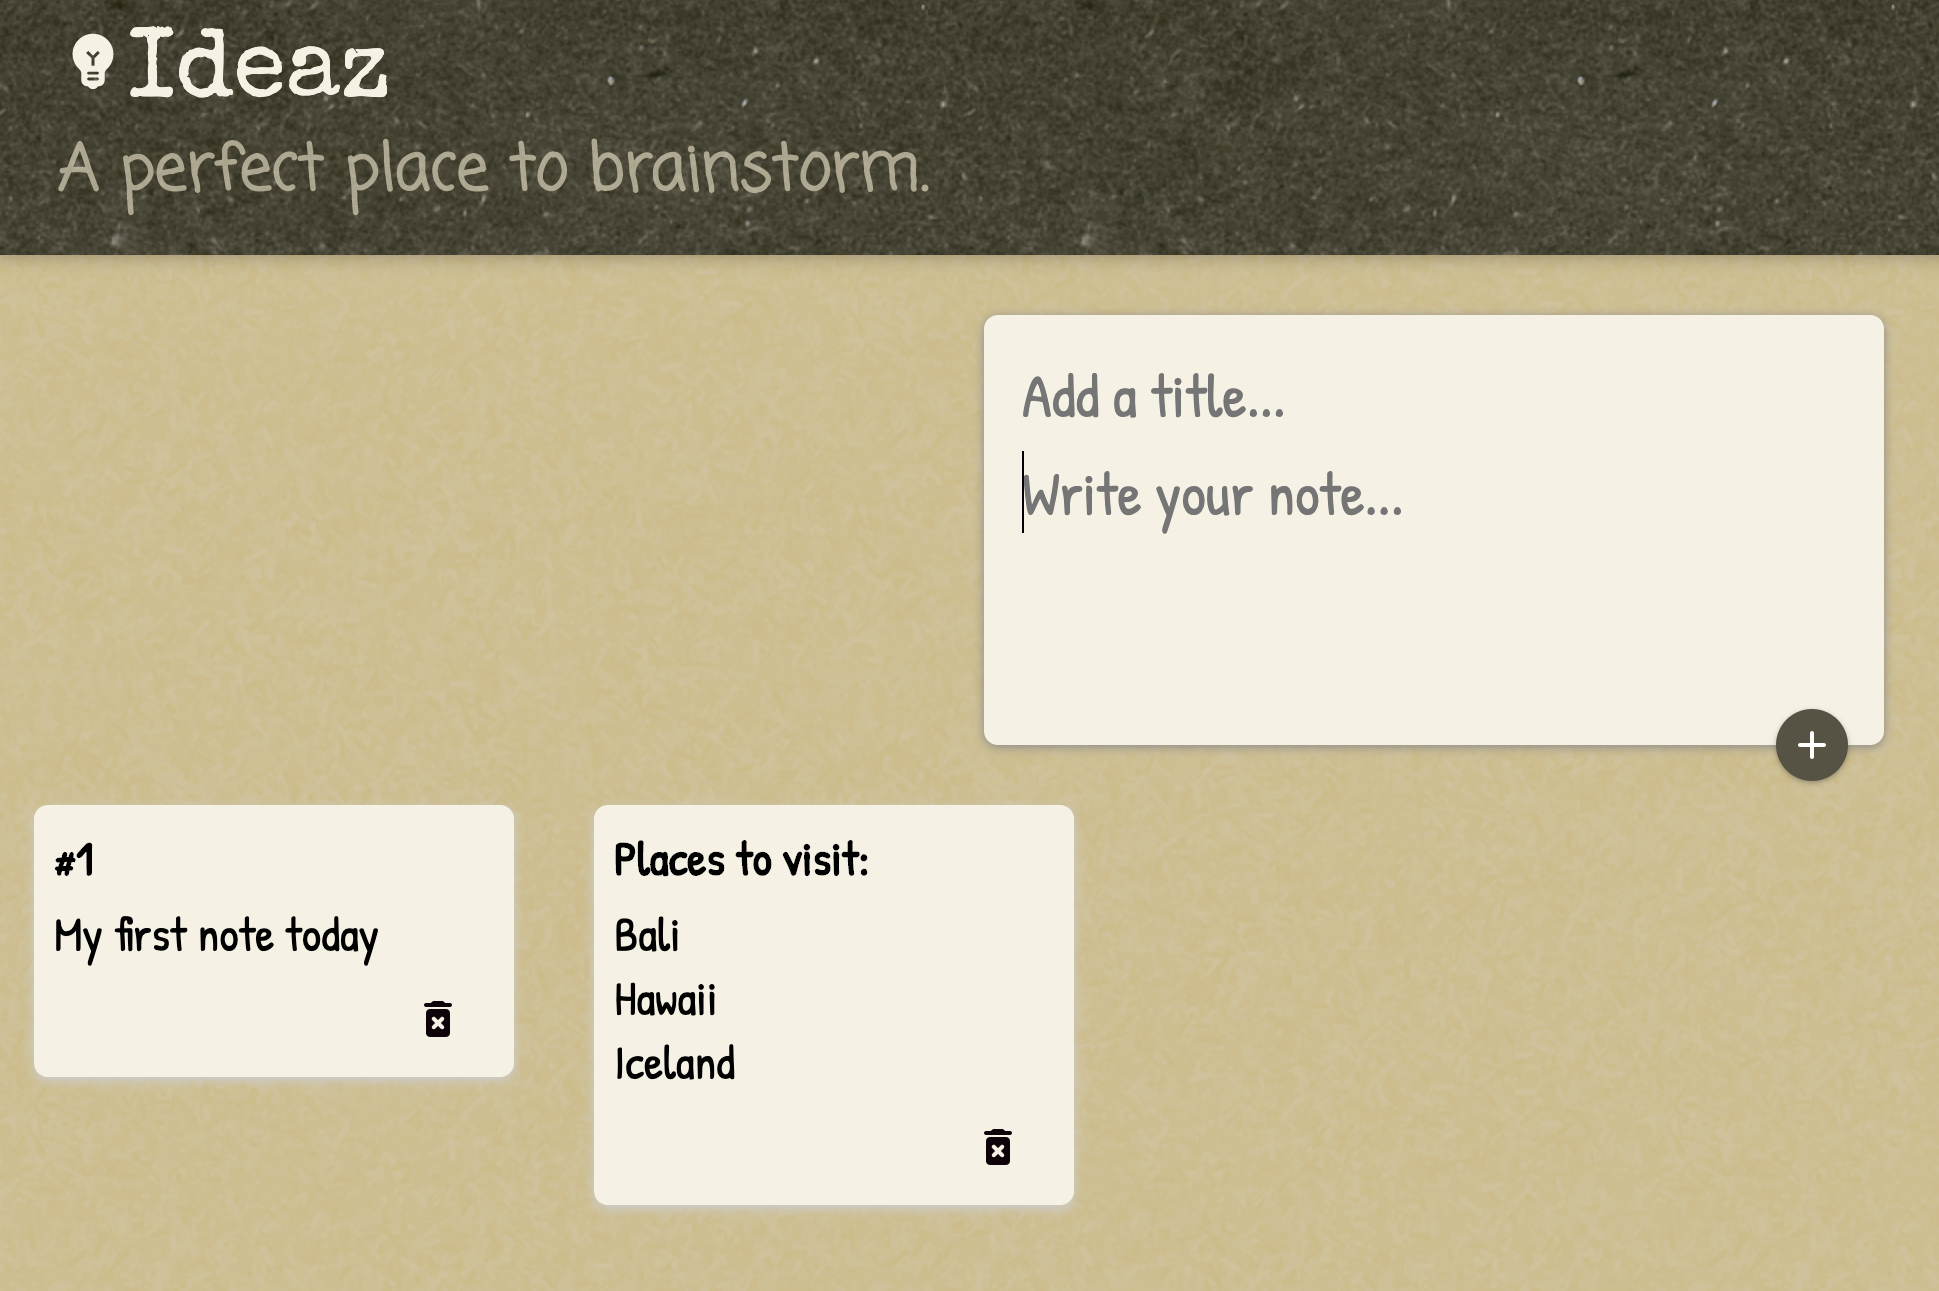 Ideaz
A perfect place to brainstorm.
Add a title...
Write your note...
#1
My first note today
Places to visit:
Bali
Hawaii
Iceland